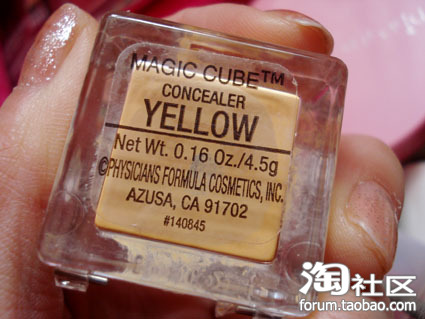 MAGIC CUBE™
CONCEALER
YELLOW
Net Wt. 0.16 Oz./4.5g
©PHYSICIANS FORMULA COSMETICS, INC.
AZUSA, CA 91702
#140845
淘社区
forum.taobao.com